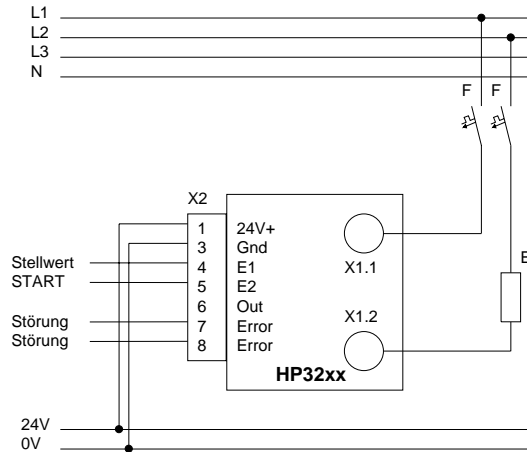 L1
L2
L3
N
F F
X2
1 24V+
3 Gnd
Stellwert 4 E1
START 5 E2
6 Out
Störung 7 Error
Störung 8 Error
X1.1
E
X1.2
HP32xx
24V
0V